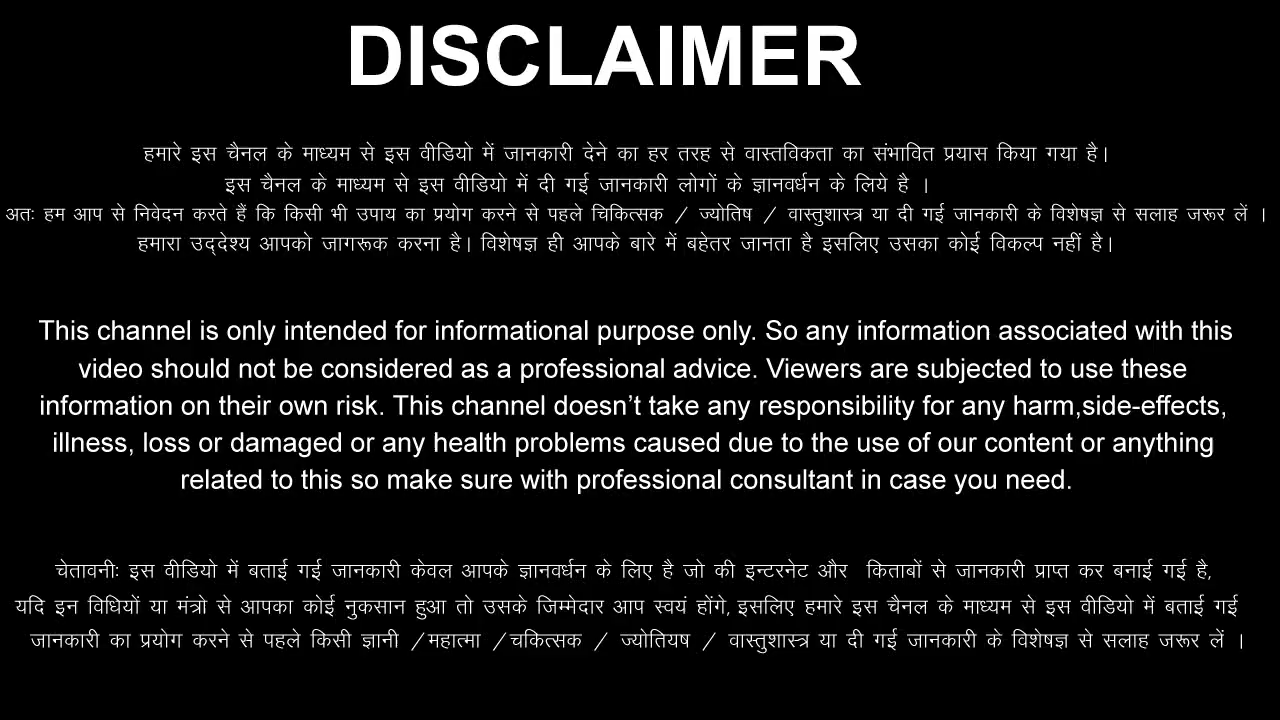 DISCLAIMER
हमारे इस चैनल के माध्यम से इस वीडियो में जानकारी देने का हर तरह से वास्तविकता का संभावित प्रयास किया गया है।
इस चैनल के माध्यम से इस वीडियो में दी गई जानकारी लोगों के ज्ञानवर्धन के लिये है ।
अतः हम आप से निवेदन करते हैं कि किसी भी उपाय का प्रयोग करने से पहले चिकित्सक / ज्योतिष / वास्तुशास्त्र या दी गई जानकारी के विशेषज्ञ से सलाह जरूर लें ।
हमारा उद्देश्य आपको जागरूक करना है। विशेषज्ञ ही आपके बारे में बहेतर जानता है इसलिए उसका कोई विकल्प नहीं है।
This channel is only intended for informational purpose only. So any information associated with this
video should not be considered as a professional advice. Viewers are subjected to use these
information on their own risk. This channel doesn’t take any responsibility for any harm,side-effects,
illness, loss or damaged or any health problems caused due to the use of our content or anything
related to this so make sure with professional consultant in case you need.
चेतावनीः इस वीडियो में बताई गई जानकारी केवल आपके ज्ञानवर्धन के लिए है जो की इन्टरनेट और किताबों से जानकारी प्राप्त कर बनाई गई है,
यदि इन विधियों या मंत्रो से आपका कोई नुकसान हुआ तो उसके जिम्मेदार आप स्वयं होंगे, इसलिए हमारे इस चैनल के माध्यम से इस वीडियो में बताई गई
जानकारी का प्रयोग करने से पहले किसी ज्ञानी /महात्मा /चकित्सक / ज्योतियष / वास्तुशास्त्र या दी गई जानकारी के विशेषज्ञ से सलाह जरूर लें ।